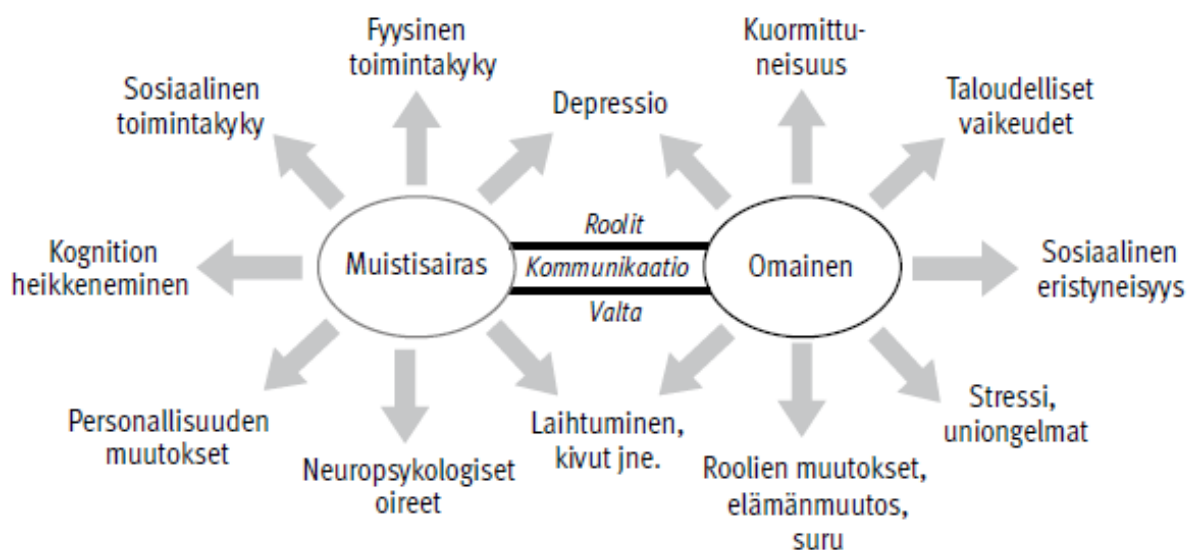 Fyysinen
toimintakyky
Kuormittu-
neisuus
Sosiaalinen
toimintakyky
Depressio
Taloudelliset
vaikeudet
Kognition
heikkeneminen
Muistisairas
Roolit
Kommunikaatio
Valta
Omainen
Sosiaalinen
eristyneisyys
Personallisuuden
muutokset
Neuropsykologiset
oireet
Laihtuminen,
kivut jne.
Roolien muutokset,
elämänmuutos,
suru
Stressi,
uniongelmat